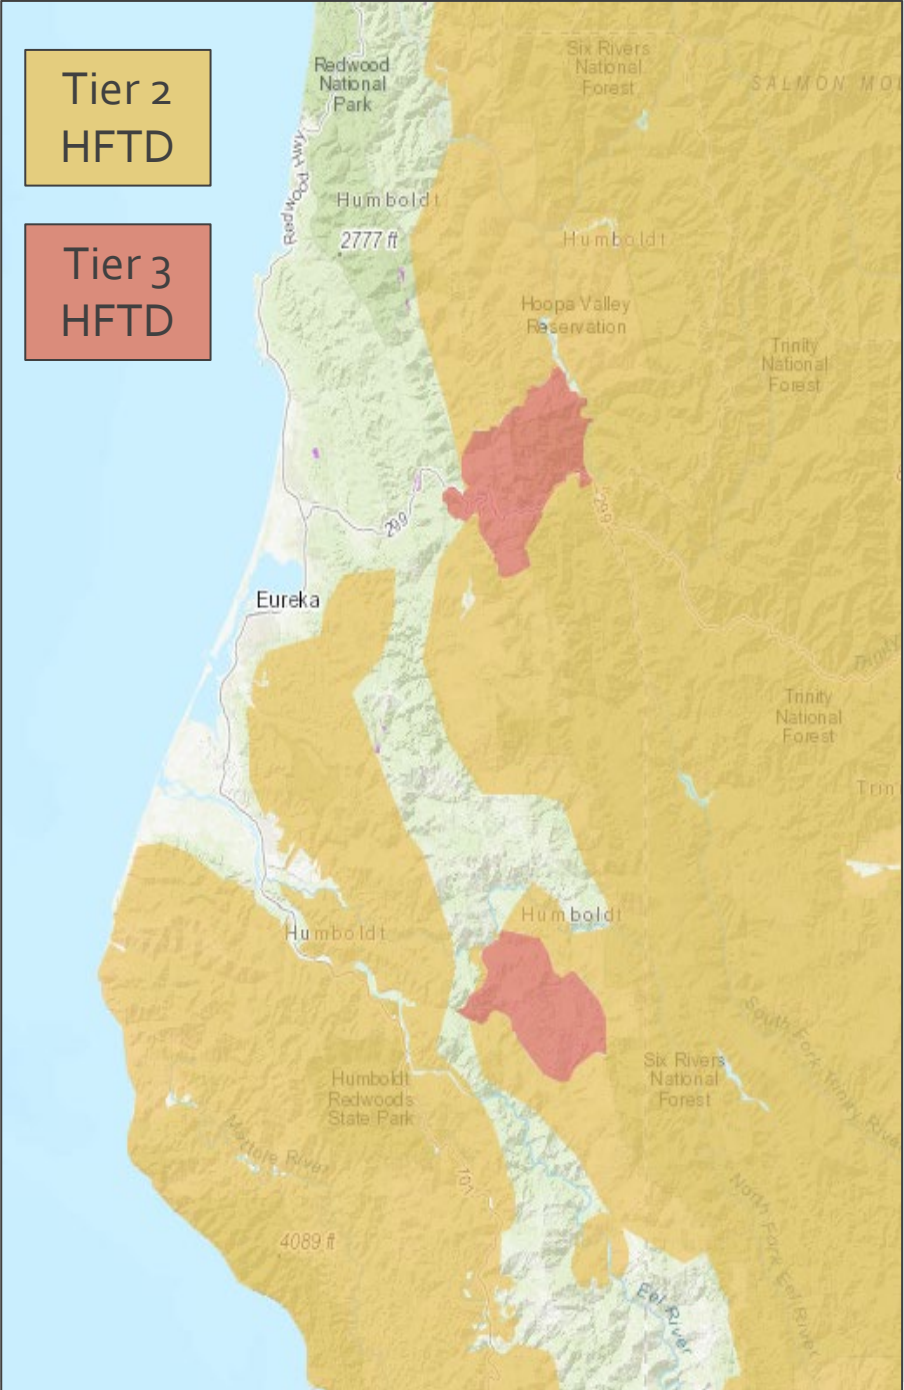 Tier 2
HFTD
Tier 3
HFTD
Redwood
National
Park
Six Rivers
National
Forest
SALMON MOU
Redwood Hwy
Humboldt
2777 ft
Humboldt
Hoopa Valley
Reservation
Trinity
National
Forest
299
299
Eureka
Trinity
Trinity
National
Forest
Trin
Humboldt
Humboldt
South Fork Trinity River
Six Rivers
National
Forest
Humboldt
Redwoods
State Park
Mattole River
101
North Fork Eel River
4089 ft
Eel River